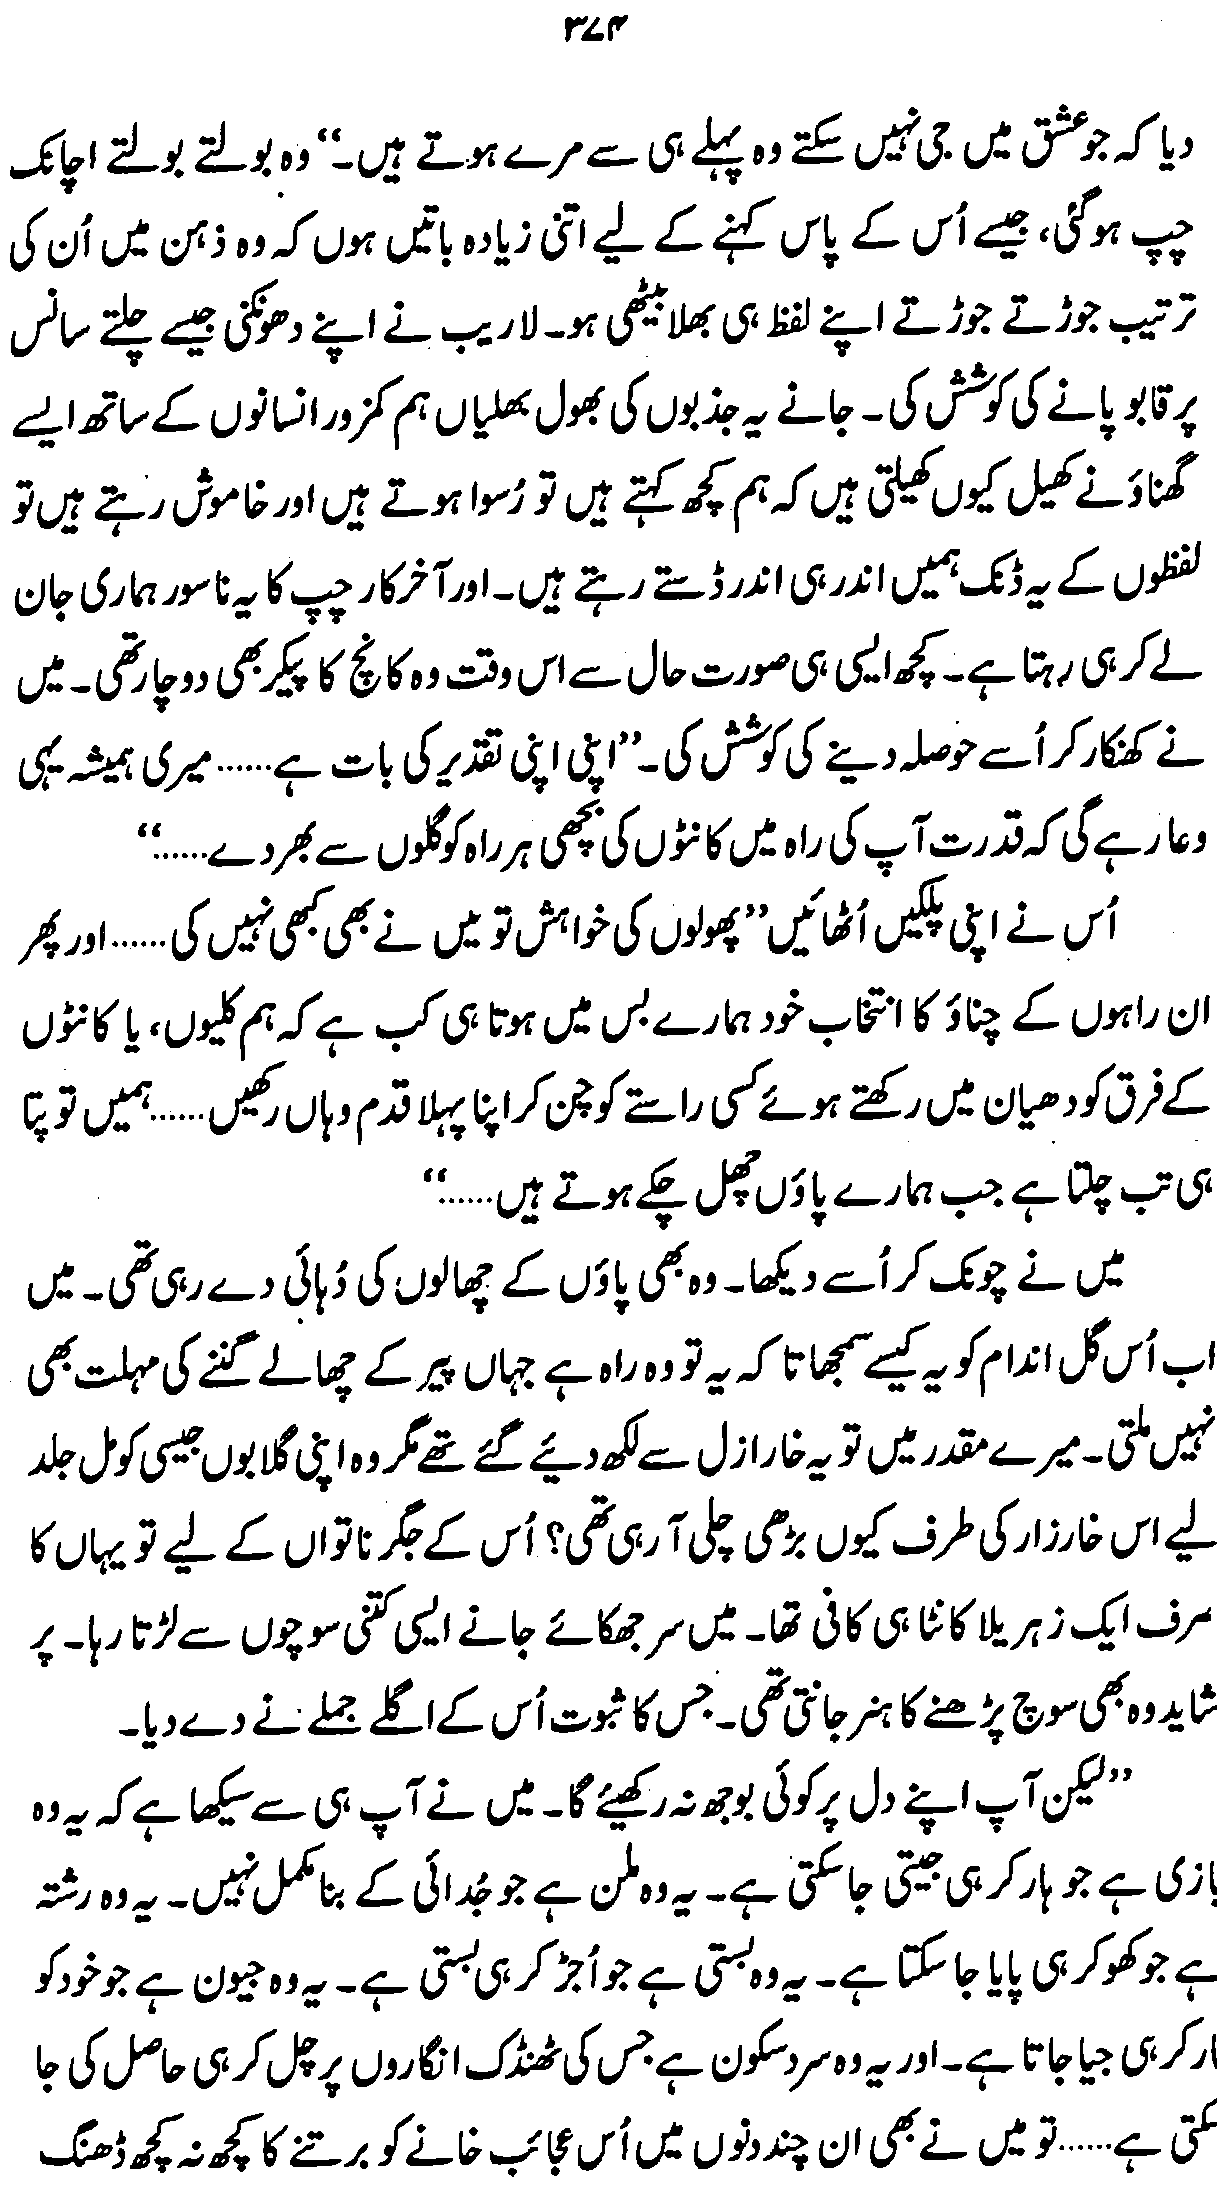 ۳۷۴
دیا کہ جو عشق میں جی نہیں سکتے وہ پہلے ہی سے مرے ہوتے ہیں۔‘‘ وہ بولتے بولتے اچانک
چپ ہوگئی، جیسے اُس کے پاس کہنے کے لیے اتنی زیادہ باتیں ہوں کہ وہ ذہن میں اُن کی
ترتیب جوڑتے جوڑتے اپنے لفظ ہی بھلا بیٹھی ہو۔ لاریب نے اپنے دھونکنی جیسے چلتے سانس
پر قابو پانے کی کوشش کی۔ جانے یہ جذبوں کی بھول بھلیاں ہم کمزور انسانوں کے ساتھ ایسے
گھناؤنے کھیل کیوں کھیلتی ہیں کہ ہم کچھ کہتے ہیں تو رُسوا ہوتے ہیں اور خاموش رہتے ہیں تو
لفظوں کے یہ ڈنک ہمیں اندر ہی اندر ڈستے رہتے ہیں۔ اور آخر کار چپ کا یہ ناسور ہماری جان
لے کر ہی رہتا ہے۔ کچھ ایسی ہی صورت حال سے اس وقت وہ کانچ کا پیکر بھی دوچار تھی۔ میں
نے کھنکار کر اُسے حوصلہ دینے کی کوشش کی۔ ’’اپنی اپنی تقدیر کی بات ہے...... میری ہمیشہ یہی
دعا رہے گی کہ قدرت آپ کی راہ میں کانٹوں کی بچھی ہر راہ کو گلوں سے بھر دے......‘‘
اُس نے اپنی پلکیں اُٹھائیں ’’پھولوں کی خواہش تو میں نے بھی کبھی نہیں کی...... اور پھر
ان راہوں کے چناؤ کا انتخاب خود ہمارے بس میں ہوتا ہی کب ہے کہ ہم کلیوں، یا کانٹوں
کے فرق کو دھیان میں رکھتے ہوئے کسی راستے کو چن کر اپنا پہلا قدم وہاں رکھیں...... ہمیں تو پتا
ہی تب چلتا ہے جب ہمارے پاؤں چھل چکے ہوتے ہیں......‘‘
میں نے چونک کر اُسے دیکھا۔ وہ بھی پاؤں کے چھالوں کی دُہائی دے رہی تھی۔ میں
اب اُس گل اندام کو یہ کیسے سمجھاتا کہ یہ تو وہ راہ ہے جہاں پیر کے چھالے گننے کی مہلت بھی
نہیں ملتی۔ میرے مقدر میں تو یہ خار ازل سے لکھ دیئے گئے تھے مگر وہ اپنی گلابوں جیسی کومل جلد
لیے اس خارزار کی طرف کیوں بڑھی چلی آ رہی تھی؟ اُس کے جگر ناتواں کے لیے تو یہاں کا
صرف ایک زہریلا کانٹا ہی کافی تھا۔ میں سر جھکائے جانے ایسی کتنی سوچوں سے لڑتا رہا۔ پر
شاید وہ بھی سوچ پڑھنے کا ہنر جانتی تھی۔ جس کا ثبوت اُس کے اگلے جملے نے دے دیا۔
’’لیکن آپ اپنے دل پر کوئی بوجھ نہ رکھیئے گا۔ میں نے آپ ہی سے سیکھا ہے کہ یہ وہ
بازی ہے جو ہار کر ہی جیتی جا سکتی ہے۔ یہ وہ ملن ہے جو جُدائی کے بنا مکمل نہیں۔ یہ وہ رشتہ
ہے جو کھو کر ہی پایا جا سکتا ہے۔ یہ وہ بستی ہے جو اُجڑ کر ہی بستی ہے۔ یہ وہ جیون ہے جو خود کو
مار کر ہی جیا جاتا ہے۔ اور یہ وہ سرد سکون ہے جس کی ٹھنڈک انگاروں پر چل کر ہی حاصل کی جا
سکتی ہے...... تو میں نے بھی ان چند دنوں میں اُس عجائب خانے کو برتنے کا کچھ نہ کچھ ڈھنگ